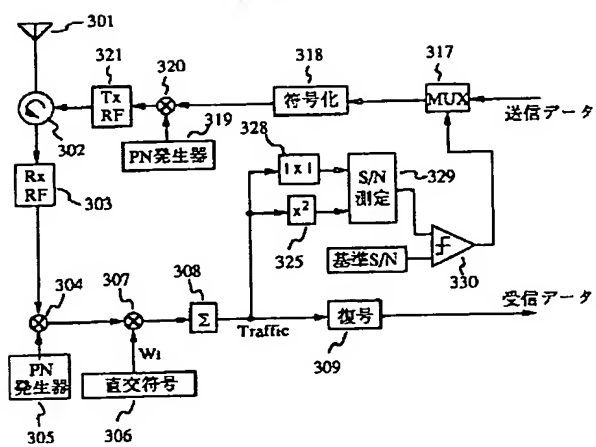 301
321
Tx
RF
320
318
符号化
317
MUX
送信データ
302
319
PN発生器
328
|x|
S/N
測定
329
Rx
RF
303
x²
325
基準S/N
330
304
307
308
Σ
Traffic
復号
309
受信データ
Wi
PN
発生器
305
直交符号
306